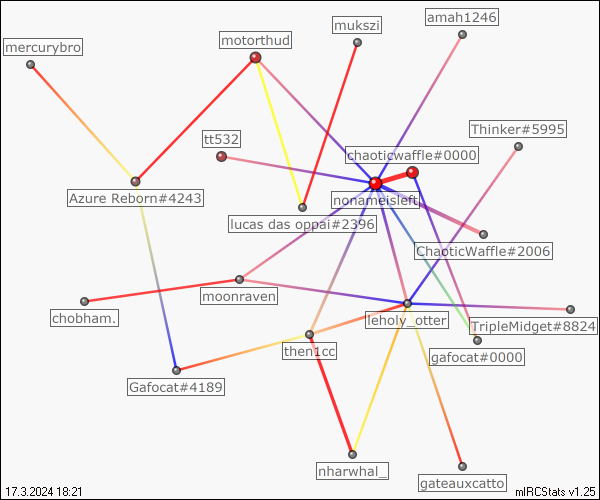 amah1246
mukszi
motorthud
mercurybro
Thinker#5995
tt532
chaoticwaffle#0000
Azure Reborn#4243
nonameisleft
lucas das oppai#2396
ChaoticWaffle#2006
moonraven
chobham.
leholy_otter
TripleMidget#8824
then1cc
gafocat#0000
Gafocat#4189
nharwhal_
gateauxcatto
17.3.2024 18:21
mIRCStats v1.25